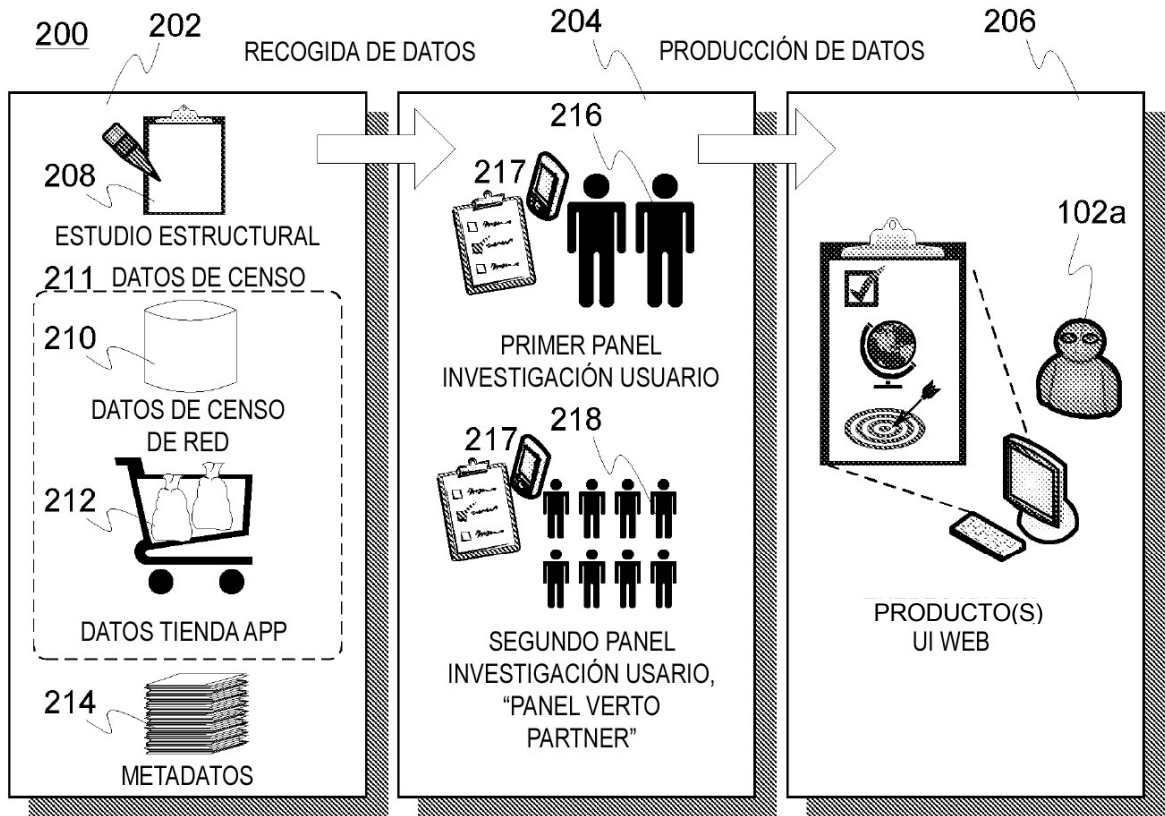 200
202
RECOGIDA DE DATOS
204
PRODUCCIÓN DE DATOS
206
208
ESTUDIO ESTRUCTURAL
211 DATOS DE CENSO
210
DATOS DE CENSO
DE RED
212
DATOS TIENDA APP
214
METADATOS
216
217
PRIMER PANEL
INVESTIGACIÓN USUARIO
217
218
SEGUNDO PANEL
INVESTIGACIÓN USARIO,
“PANEL VERTO
PARTNER”
102a
PRODUCTO(S)
UI WEB